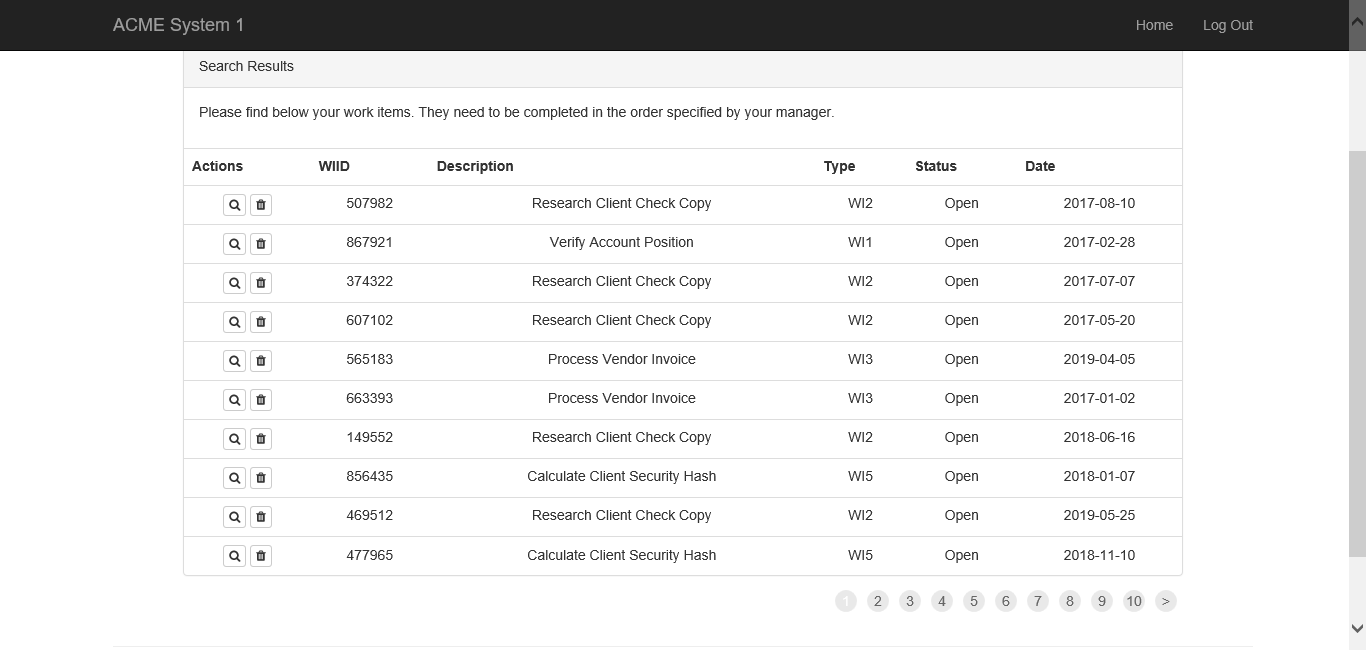 ACME System 1 Home Log Out
Search Results
Please find below your work items. They need to be completed in the order specified by your manager.
Actions WIID Description Type Status Date
507982 Research Client Check Copy WI2 Open 2017-08-10
867921 Verify Account Position WI1 Open 2017-02-28
374322 Research Client Check Copy WI2 Open 2017-07-07
607102 Research Client Check Copy WI2 Open 2017-05-20
565183 Process Vendor Invoice WI3 Open 2019-04-05
663393 Process Vendor Invoice WI3 Open 2017-01-02
149552 Research Client Check Copy WI2 Open 2018-06-16
856435 Calculate Client Security Hash WI5 Open 2018-01-07
469512 Research Client Check Copy WI2 Open 2019-05-25
477965 Calculate Client Security Hash WI5 Open 2018-11-10
1 2 3 4 5 6 7 8 9 10 >